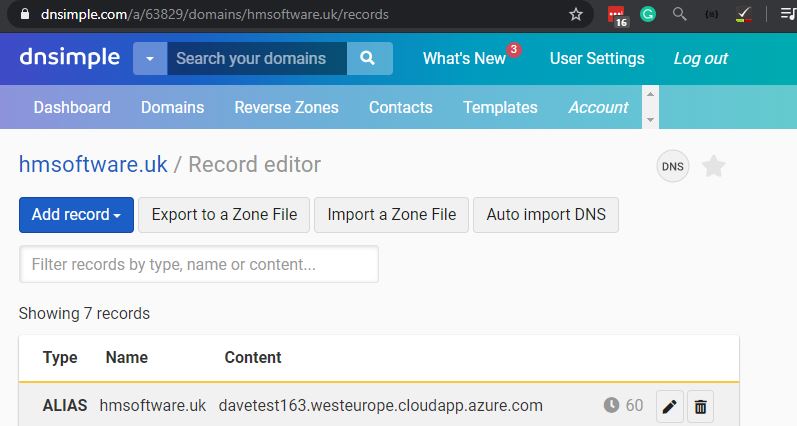 dnsimple.com/a/63829/domains/hmsoftware.uk/records
16
dnsimple Search your domains What's New 3 User Settings Log out
Dashboard Domains Reverse Zones Contacts Templates Account
hmsoftware.uk / Record editor DNS
Add record Export to a Zone File Import a Zone File Auto import DNS
Filter records by type, name or content...
Showing 7 records
Type Name Content
ALIAS hmsoftware.uk davetest163.westeurope.cloudapp.azure.com 60